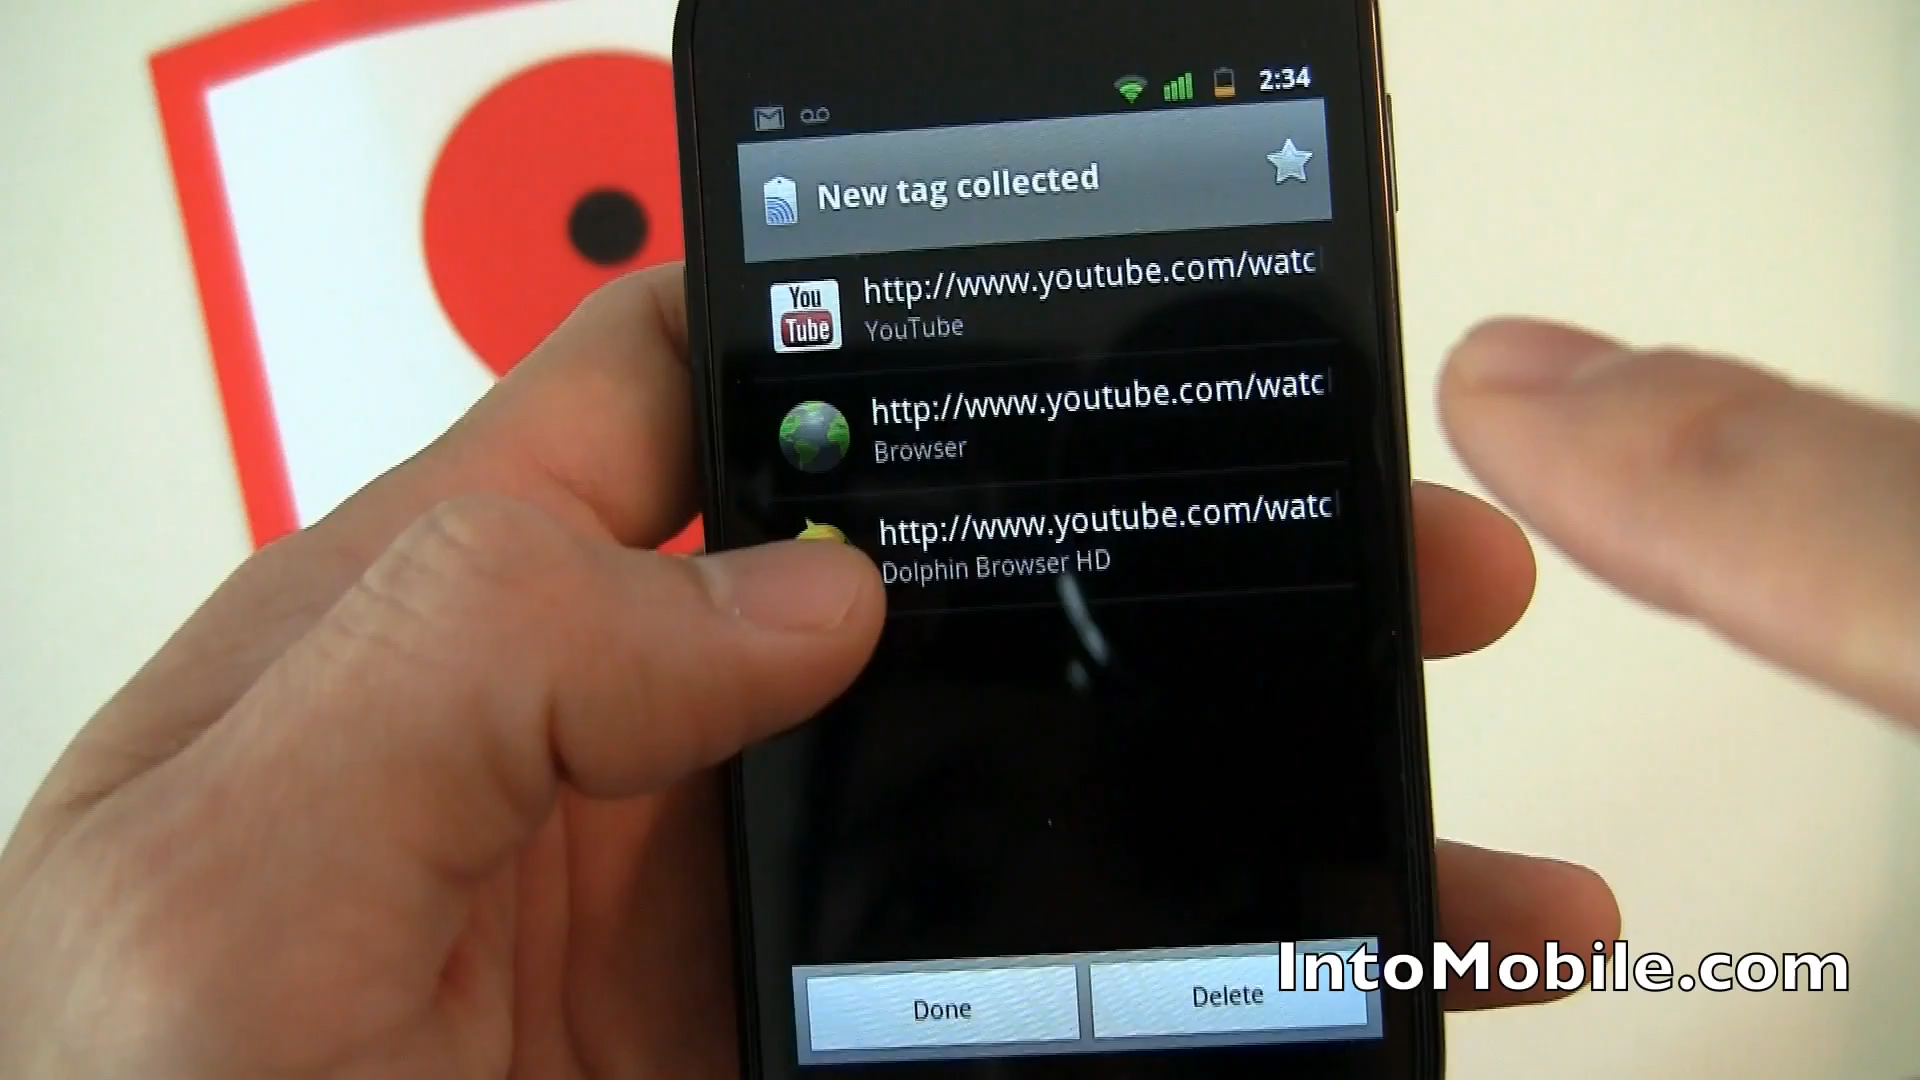 2:34
New tag collected
You
Tube
http://www.youtube.com/watc
YouTube
http://www.youtube.com/watc
Browser
http://www.youtube.com/watc
Dolphin Browser HD
Done
Delete
IntoMobile.com